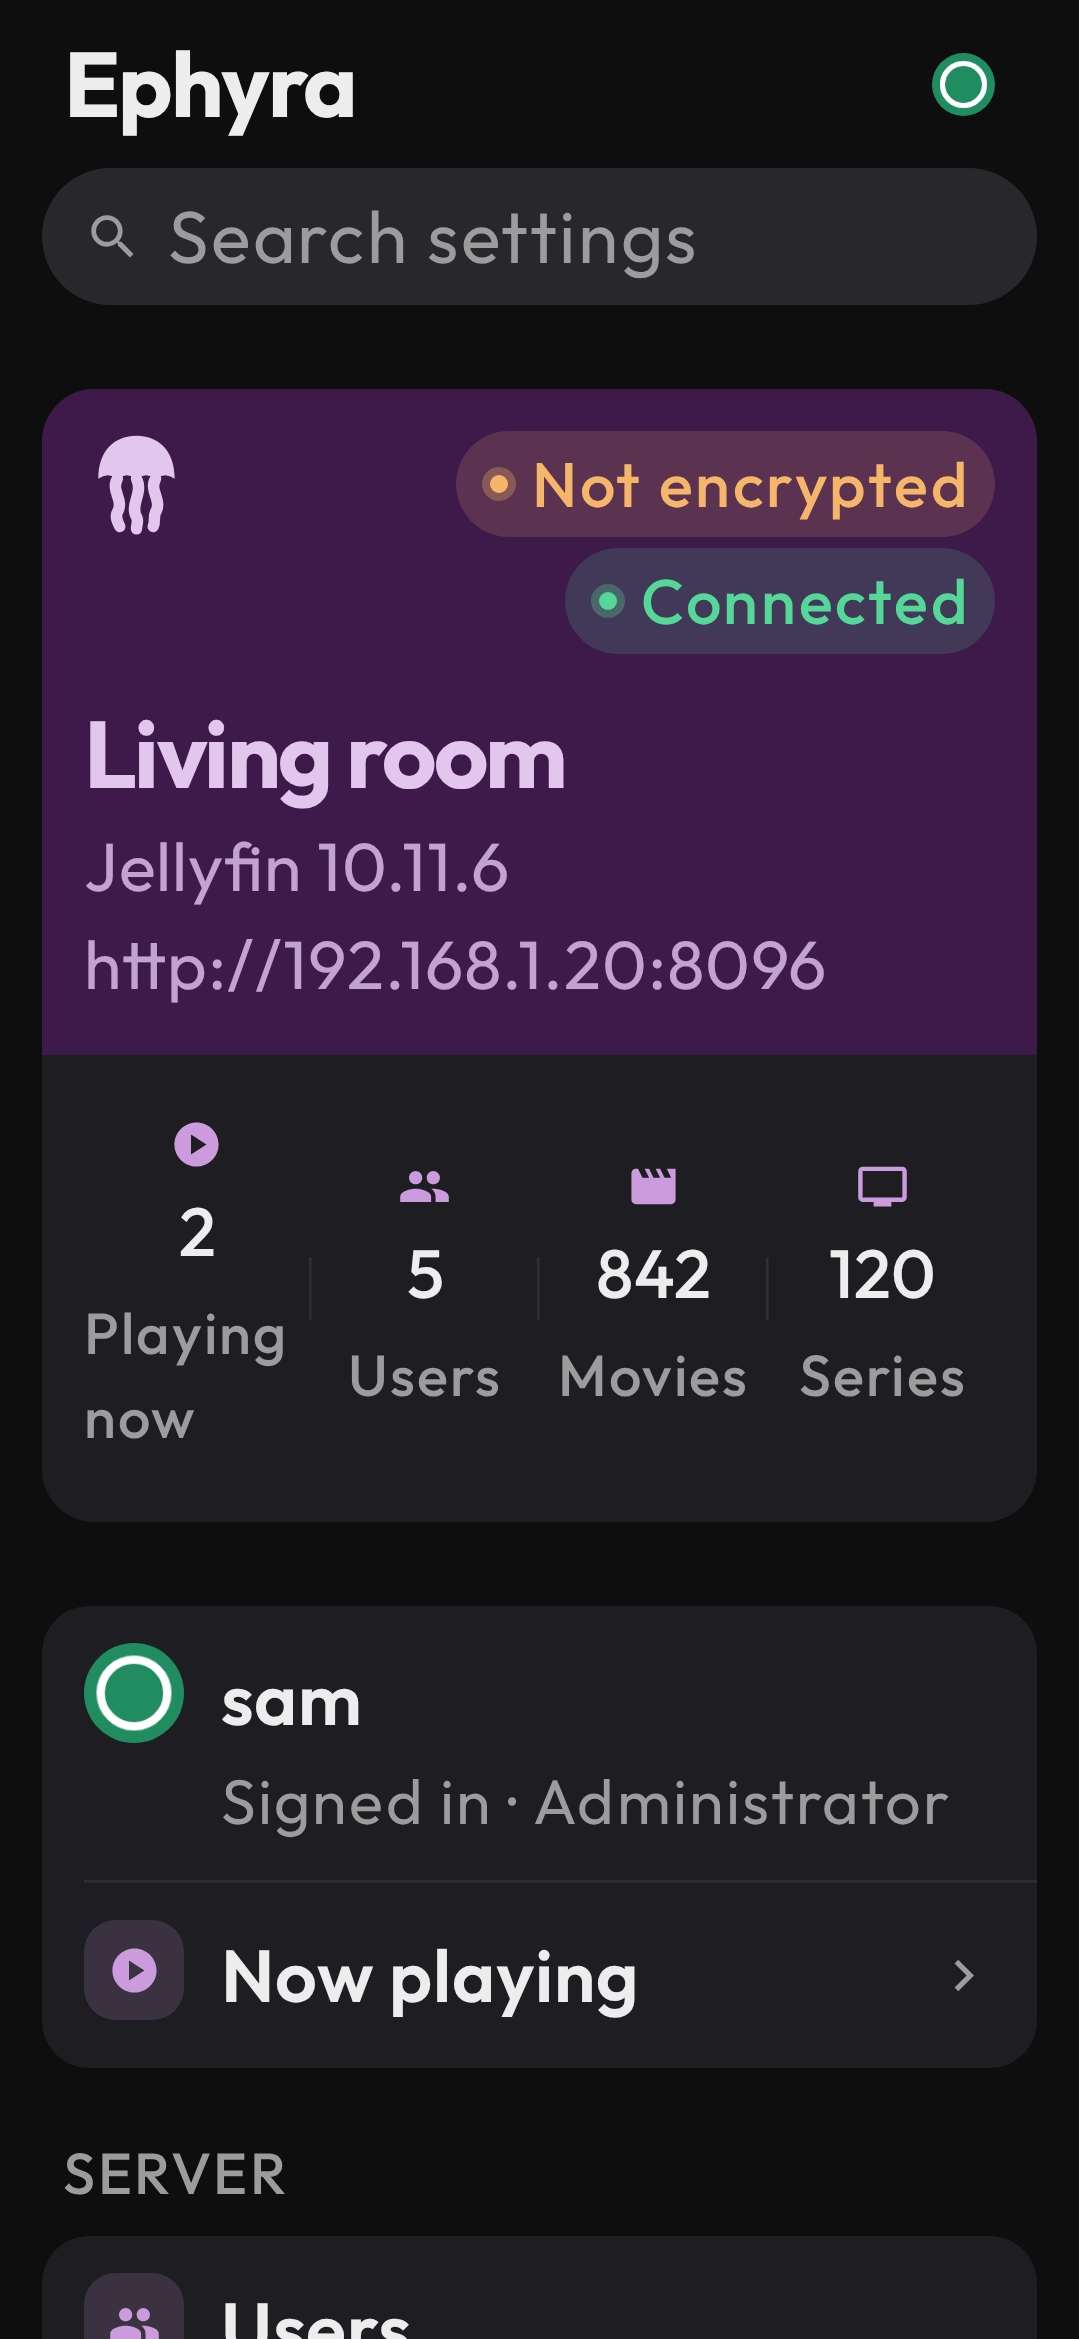 Ephyra
Search settings
Not encrypted
Connected
Living room
Jellyfin 10.11.6
http://192.168.1.20:8096
2
Playing
now
5
Users
842
Movies
120
Series
sam
Signed in · Administrator
Now playing
SERVER
Users